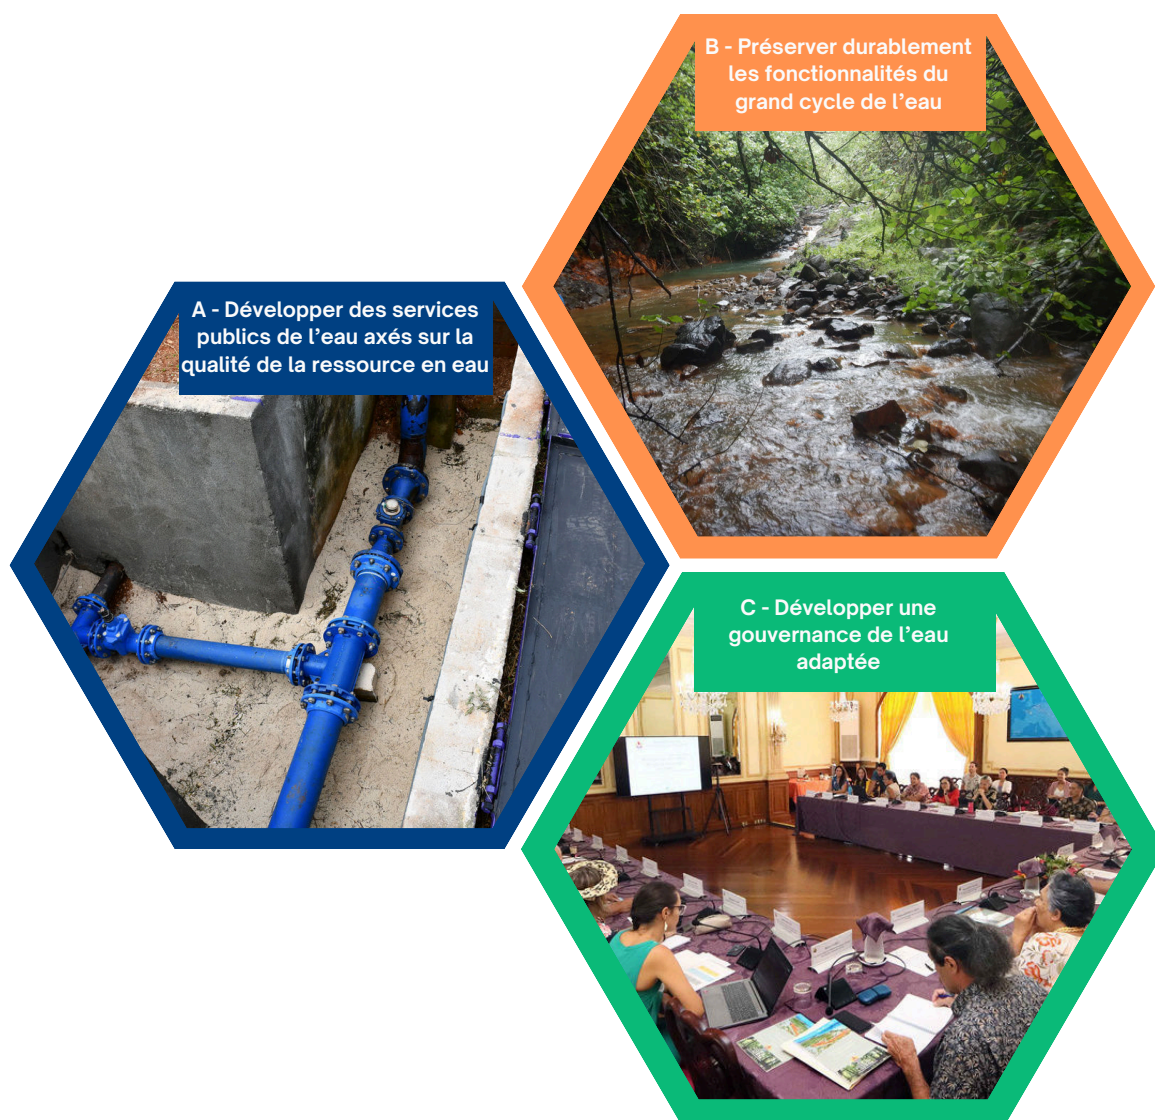 A - Développer des services
publics de l’eau axés sur la
qualité de la ressource en eau
B - Préserver durablement
les fonctionnalités du
grand cycle de l’eau
C - Développer une
gouvernance de l’eau
adaptée